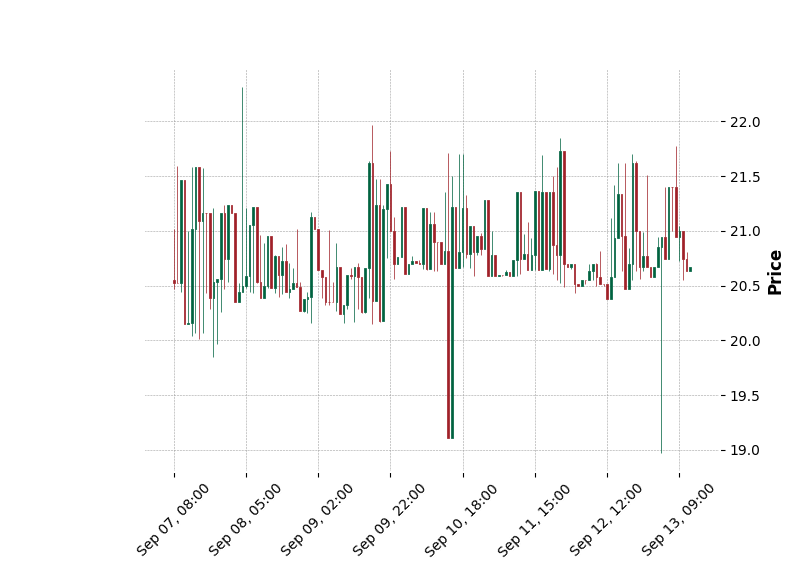 22.0
21.5
21.0
20.5
20.0
19.5
19.0
Price
Sep 07, 08:00
Sep 08, 05:00
Sep 09, 02:00
Sep 09, 22:00
Sep 10, 18:00
Sep 11, 15:00
Sep 12, 12:00
Sep 13, 09:00